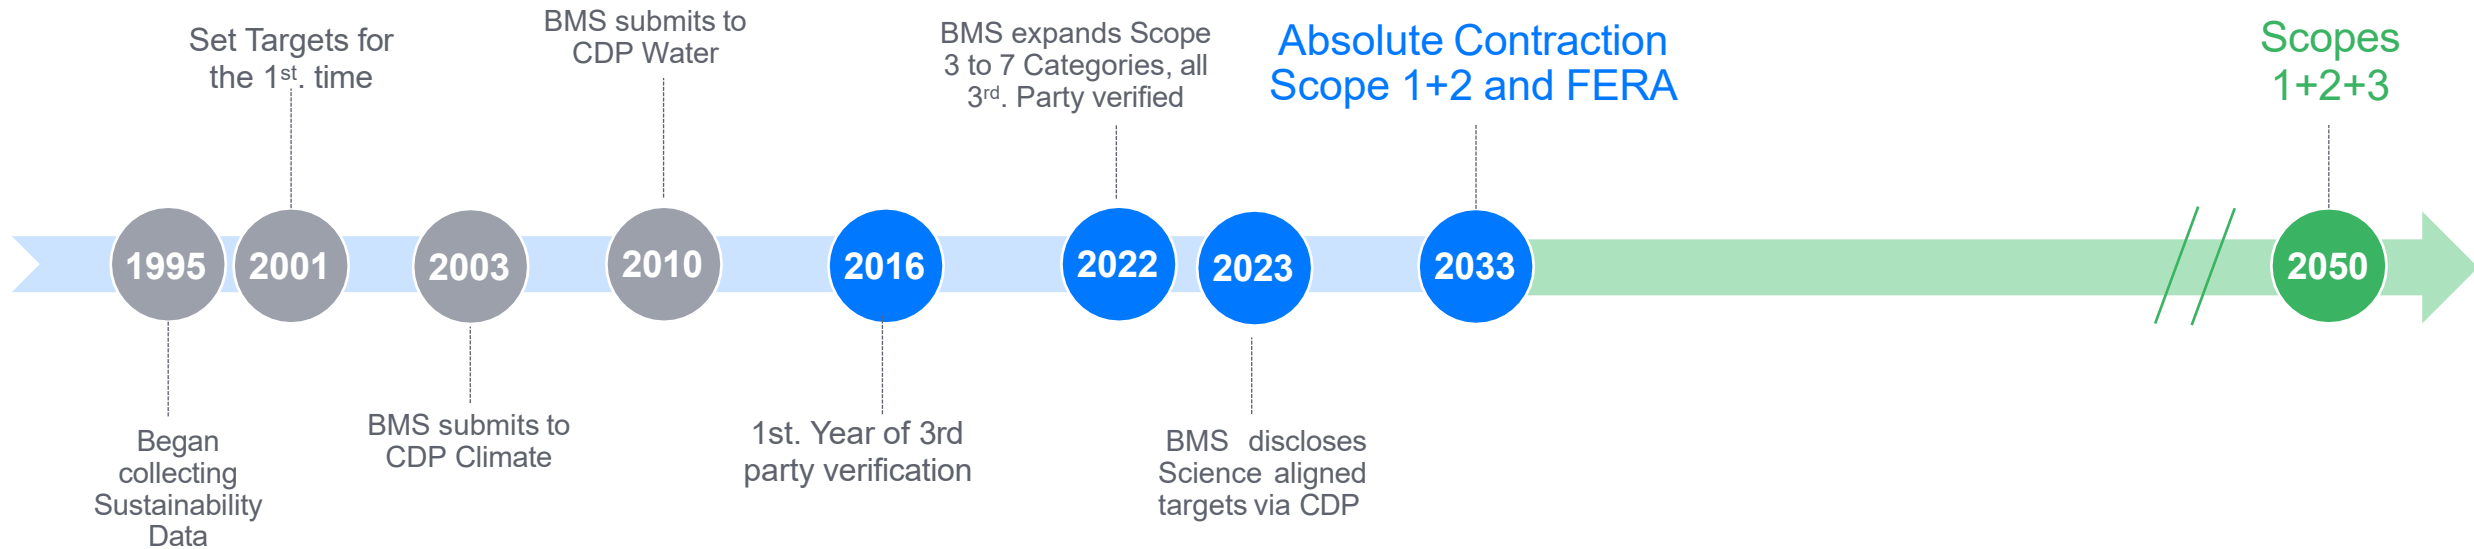 BMS submits to
CDP Water
Set Targets for
the 1st. time
BMS expands Scope
3 to 7 Categories, all
3rd. Party verified
Absolute Contraction
Scope 1+2 and FERA
Scopes
1+2+3
1995
2001
2003
2010
2016
2022
2023
2033
2050
Began
collecting
Sustainability
Data
BMS submits to
CDP Climate
1st. Year of 3rd
party verification
BMS discloses
Science aligned
targets via CDP